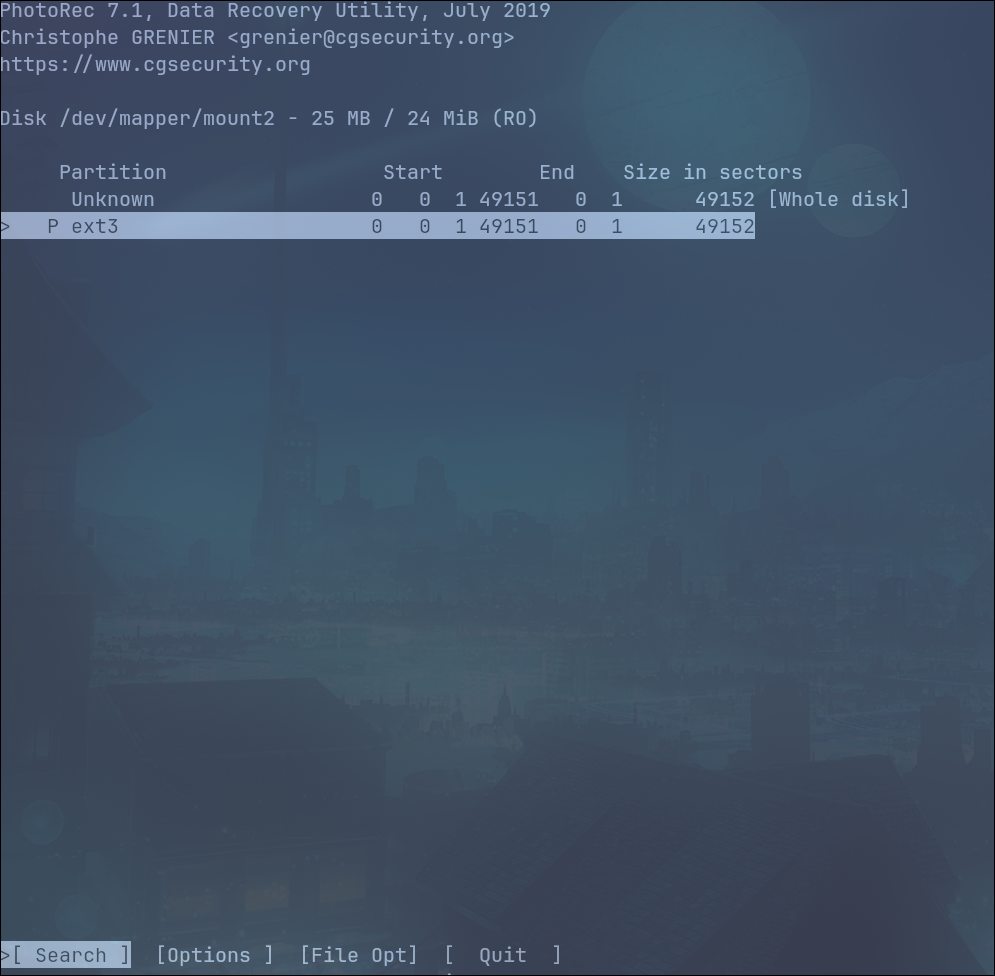 PhotoRec 7.1, Data Recovery Utility, July 2019
Christophe GRENIER <grenier@cgsecurity.org>
https://www.cgsecurity.org
Disk /dev/mapper/mount2 - 25 MB / 24 MiB (RO)
Partition Start End Size in sectors
Unknown 0 0 1 49151 0 1 49152 [Whole disk]
> P ext3 0 0 1 49151 0 1 49152
>[ Search ] [Options ] [File Opt] [ Quit ]